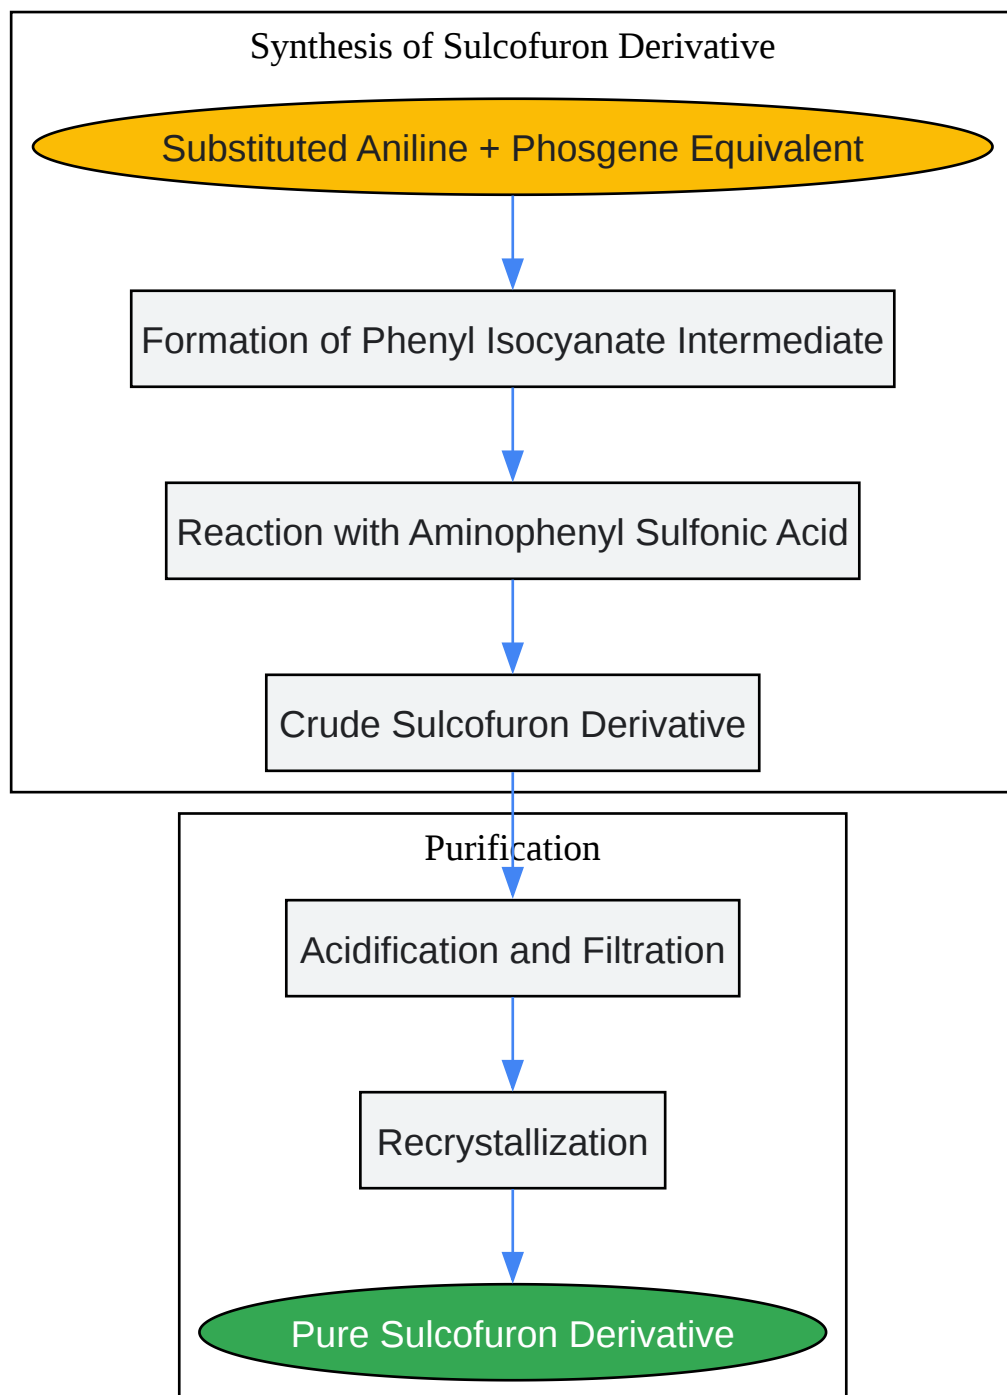 Synthesis of Sulcofuron Derivative
Substituted Aniline + Phosgene Equivalent
Formation of Phenyl Isocyanate Intermediate
Reaction with Aminophenyl Sulfonic Acid
Crude Sulcofuron Derivative
Purification
Acidification and Filtration
Recrystallization
Pure Sulcofuron Derivative